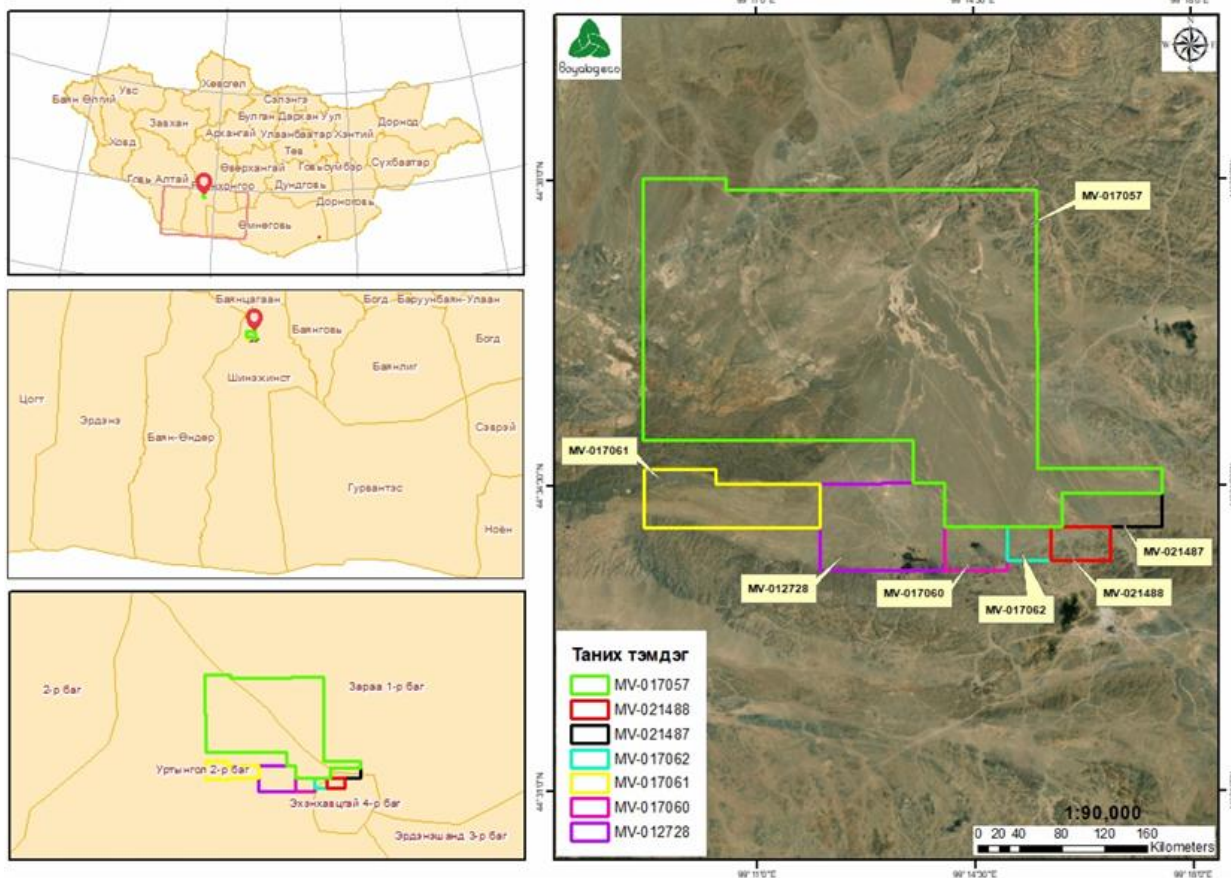 Баян Өлгий
Увс
Хөвсгөл
Завхан
Сэлэнгэ
Булган Дархан Уул
Дорнод
Ховд
Архангай Улаанбаатар Хэнтий
Төв
Сүхбаатар
Өвөрхангай Говьсүмбэр
Говь Алтай
Дундговь
Дорноговь
Өмнөговь
Баянцагаан
Богд
Баруунбаян-Улаан
Баянговь
Богд
Шинэжинст
Баянлиг
Цогт
Эрдэнэ
Баян-Өндөр
Сэврэй
Гурвантэс
Ноён
2-р баг
Зараа 1-р баг
Уртынгол 2-р баг
Эхэнхавцгай 4-р баг
Эрдэнэшанд 3-р баг
Bayalageco
MV-017057
MV-017061
MV-021487
MV-012728
MV-017060
MV-017062
MV-021488
Таних тэмдэг
MV-017057
MV-021488
MV-021487
MV-017062
MV-017061
MV-017060
MV-012728
1:90,000
0 20 40 80 120 160
Kilometers